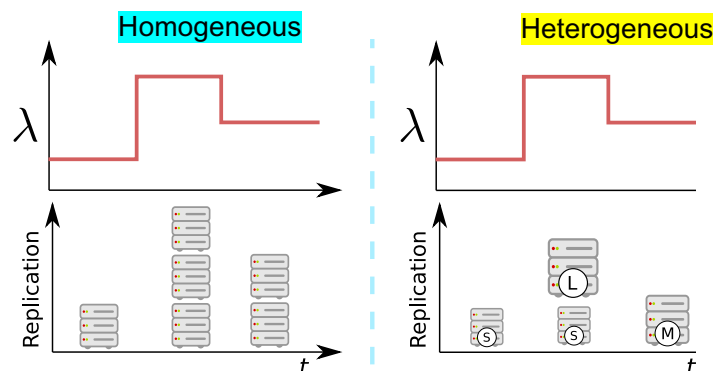 Homogeneous
Heterogeneous
λ
λ
Replication
t
Replication
L
S
S
M
t